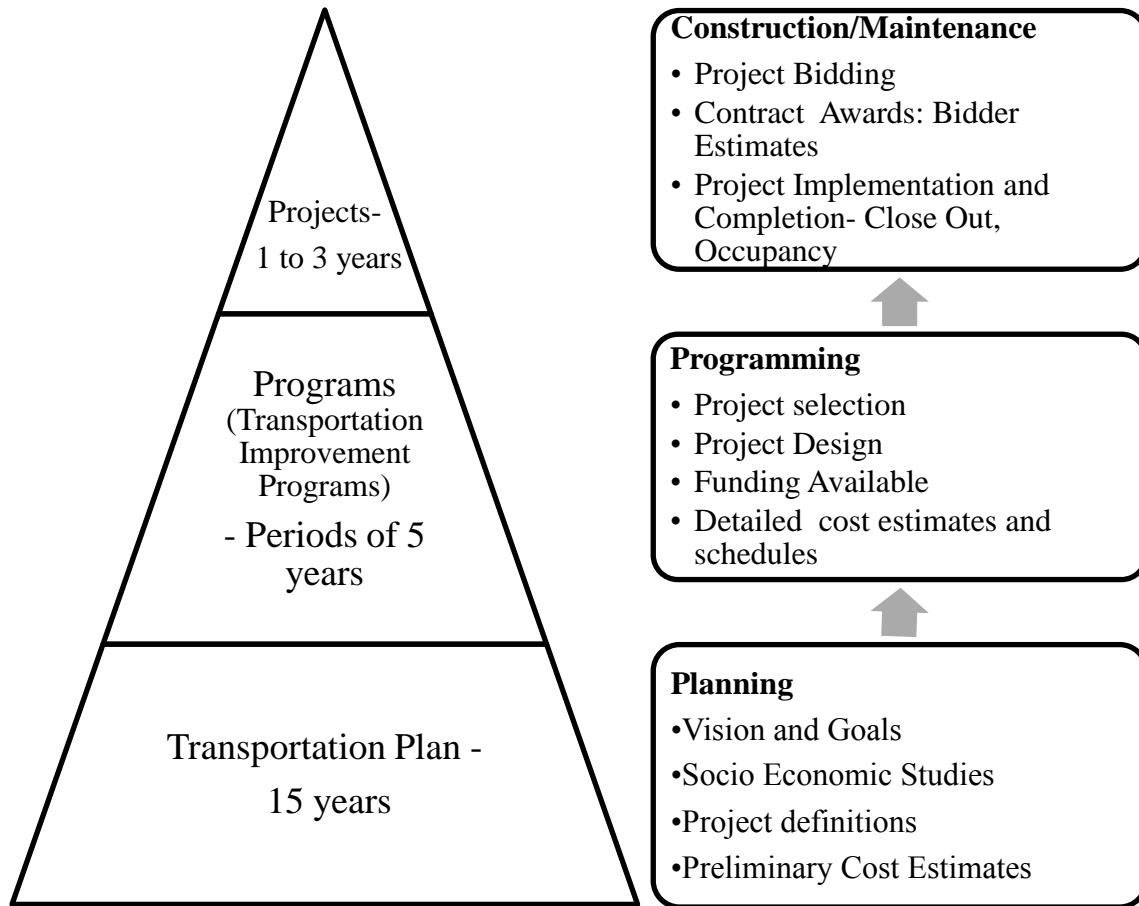 Projects-
1 to 3 years
Programs
(Transportation
Improvement
Programs)
- Periods of 5
years
Transportation Plan -
15 years
Construction/Maintenance
• Project Bidding
• Contract  Awards: Bidder
Estimates
• Project Implementation and
Completion- Close Out,
Occupancy
Programming
• Project selection
• Project Design
• Funding Available
• Detailed  cost estimates and
schedules
Planning
•Vision and Goals
•Socio Economic Studies
•Project definitions
•Preliminary Cost Estimates